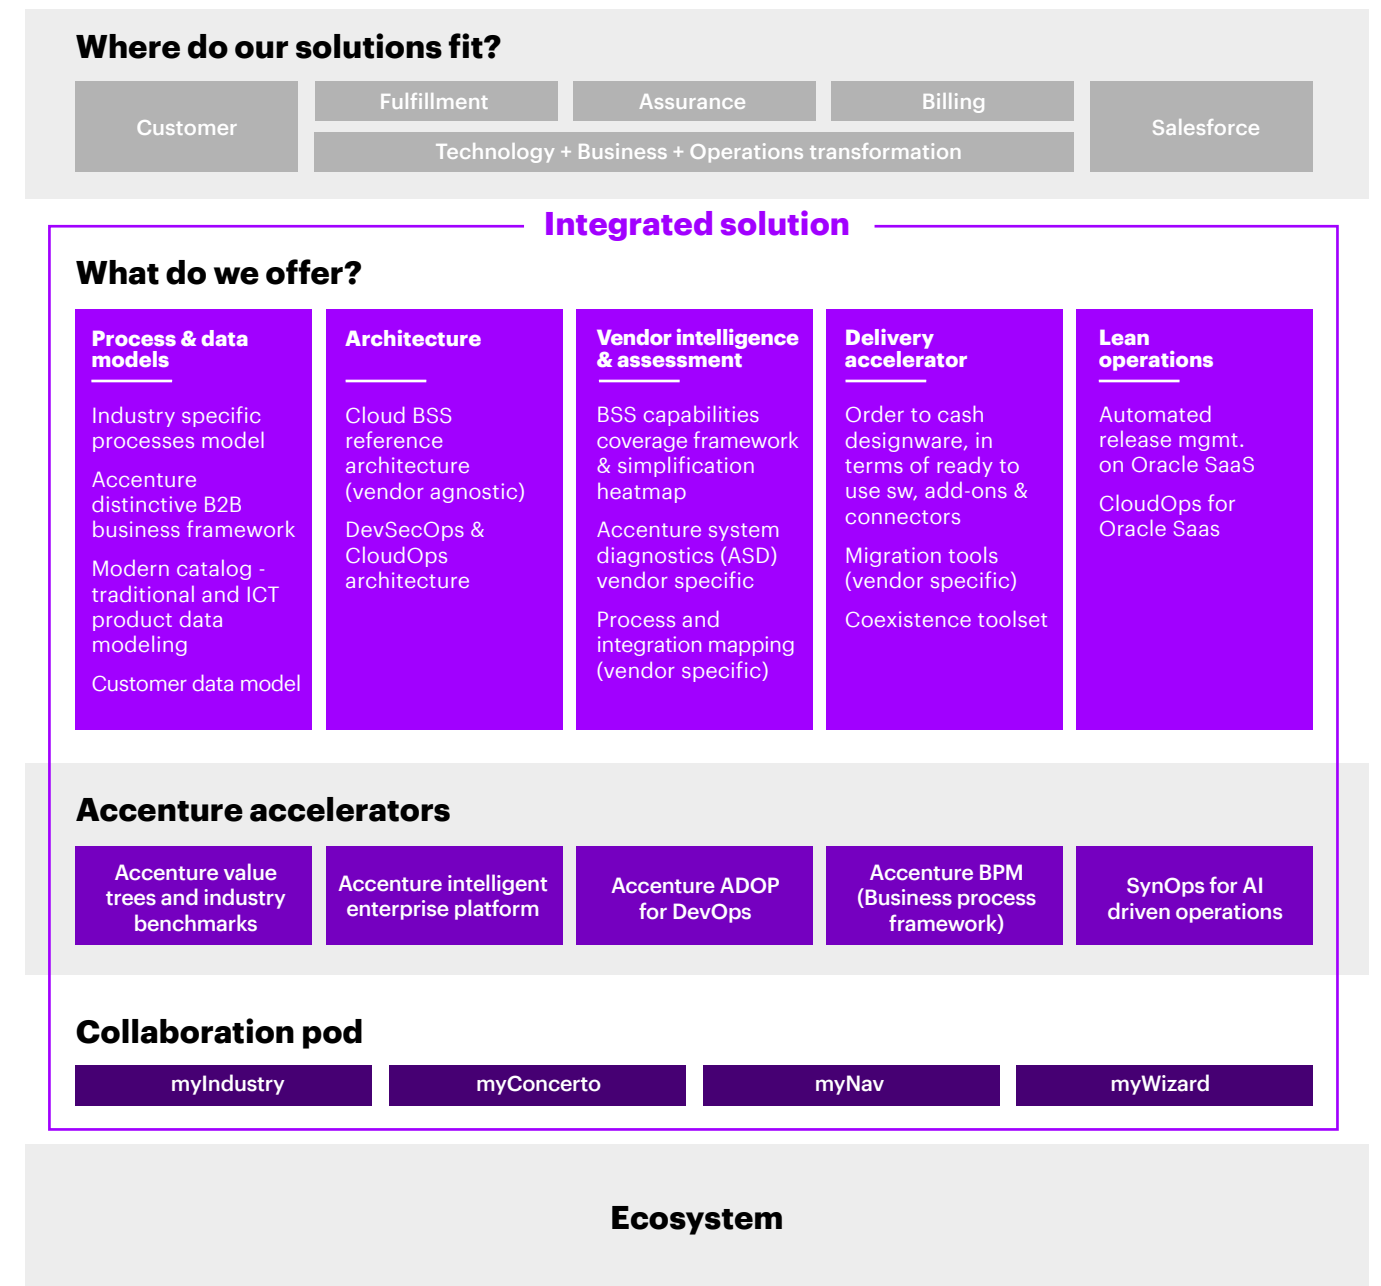 Where do our solutions fit?
Customer
Fulfillment
Assurance
Billing
Salesforce
Technology + Business + Operations transformation
Integrated solution
What do we offer?
Process & data
models
Industry specific
processes model
Accenture
distinctive B2B
business framework
Modern catalog -
traditional and ICT
product data
modeling
Customer data model
Architecture
Cloud BSS
reference
architecture
(vendor agnostic)
DevSecOps &
CloudOps
architecture
Vendor intelligence
& assessment
BSS capabilities
coverage framework
& simplification
heatmap
Accenture system
diagnostics (ASD)
vendor specific
Process and
integration mapping
(vendor specific)
Delivery
accelerator
Order to cash
designware, in
terms of ready to
use sw, add-ons &
connectors
Migration tools
(vendor specific)
Coexistence toolset
Lean
operations
Automated
release mgmt.
on Oracle SaaS
CloudOps for
Oracle Saas
Accenture accelerators
Accenture value
trees and industry
benchmarks
Accenture intelligent
enterprise platform
Accenture ADOP
for DevOps
Accenture BPM
(Business process
framework)
SynOps for AI
driven operations
Collaboration pod
myIndustry
myConcerto
myNav
myWizard
Ecosystem